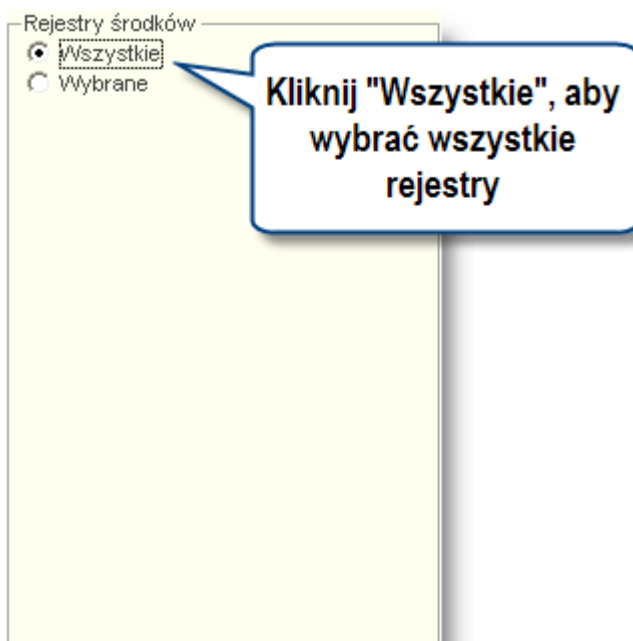 Rejestry środków
Wszystkie
Wybrane
Kliknij "Wszystkie", aby
wybrać wszystkie
rejestry